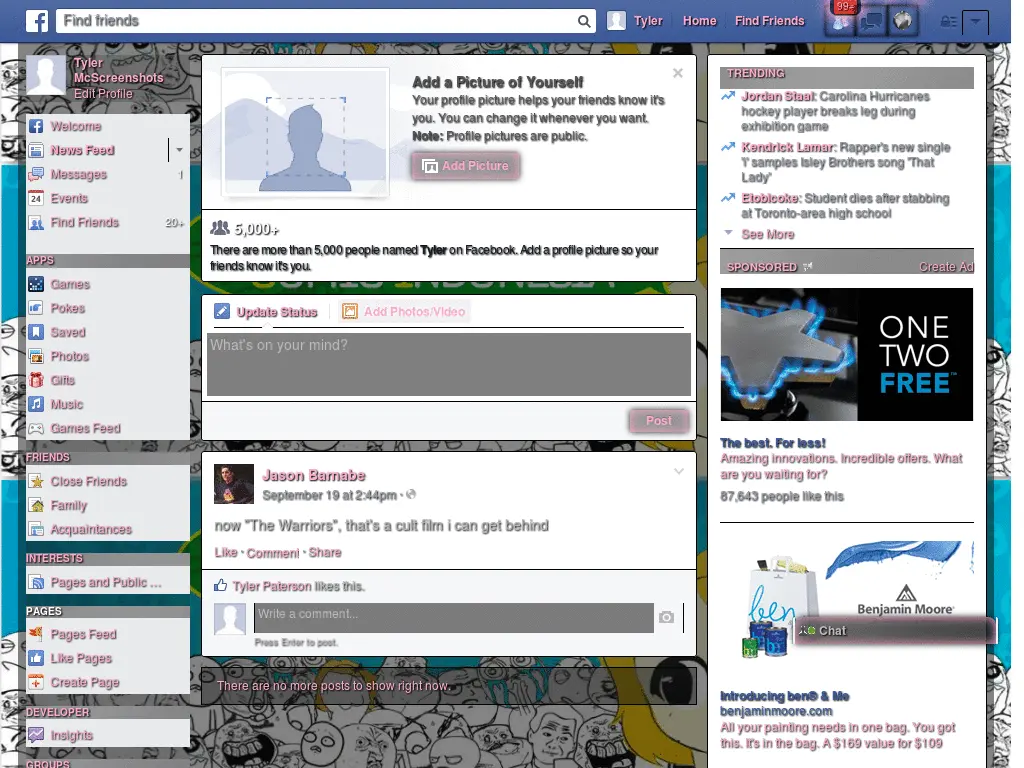 Find friends
Tyler
Home
Find Friends
99+
Tyler
McScreenshots
Edit Profile
Welcome
News Feed
Messages
1
24
Events
Find Friends
20+
APPS
Games
Pokes
Saved
Photos
Gifts
Music
Games Feed
FRIENDS
Close Friends
Family
Acquaintances
INTERESTS
Pages and Public ...
PAGES
Pages Feed
Like Pages
Create Page
DEVELOPER
Insights
GROUPS
Add a Picture of Yourself
Your profile picture helps your friends know it's
you. You can change it whenever you want.
Note: Profile pictures are public.
Add Picture
5,000+
There are more than 5,000 people named Tyler on Facebook. Add a profile picture so your
friends know it's you.
INDONESIA
Update Status
Add Photos/Video
What's on your mind?
Post
Jason Barnabe
September 19 at 2:44pm ·
now "The Warriors", that's a cult film i can get behind
Like · Comment · Share
Tyler Paterson likes this.
Write a comment...
Press Enter to post.
There are no more posts to show right now.
TRENDING
Jordan Staal: Carolina Hurricanes
hockey player breaks leg during
exhibition game
Kendrick Lamar: Rapper's new single
'i' samples Isley Brothers song 'That
Lady'
Etobicoke: Student dies after stabbing
at Toronto-area high school
See More
SPONSORED
Create Ad
ONE
TWO
FREE™
The best. For less!
Amazing innovations. Incredible offers. What
are you waiting for?
87,643 people like this
ben
Benjamin Moore®
Chat
Introducing ben® & Me
benjaminmoore.com
All your painting needs in one bag. You got
this. It's in the bag. A $169 value for $109